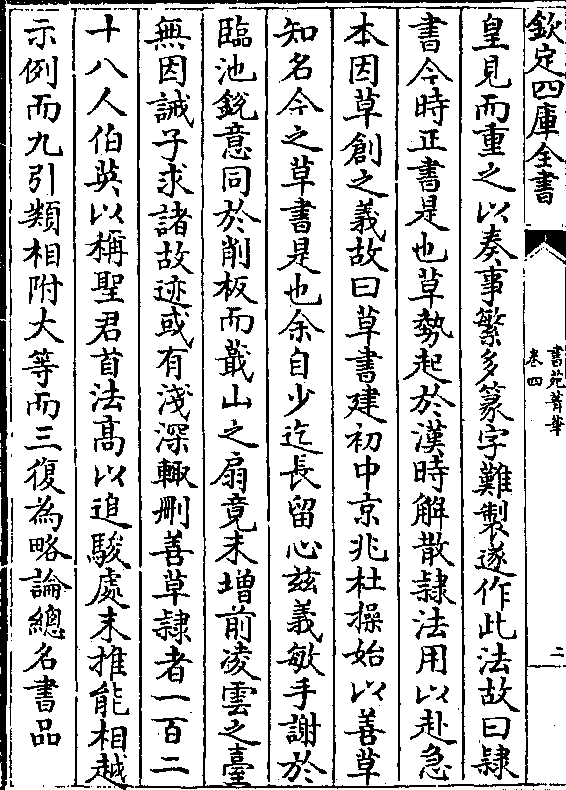 欽定四庫全書
書苑菁華
卷四
二
皇見而重之以奏事繁多篆字難製遂作此法故曰隸
書今時正書是也草勢起於漢時解散隸法用以赴急
本因草創之義故曰草書建初中京兆杜操始以善草
知名今之草書是也余自少迄長留心兹義敏手謝於
臨池鋭意同於削板而蕺山之扇竟未増前凌雲之臺
無因誡子求諸故迹或有淺深輙删善草隸者一百二
十八人伯英以稱聖居首法髙以追駿處末推能相越
示例而九引類相附大等而三復為略論總名書品